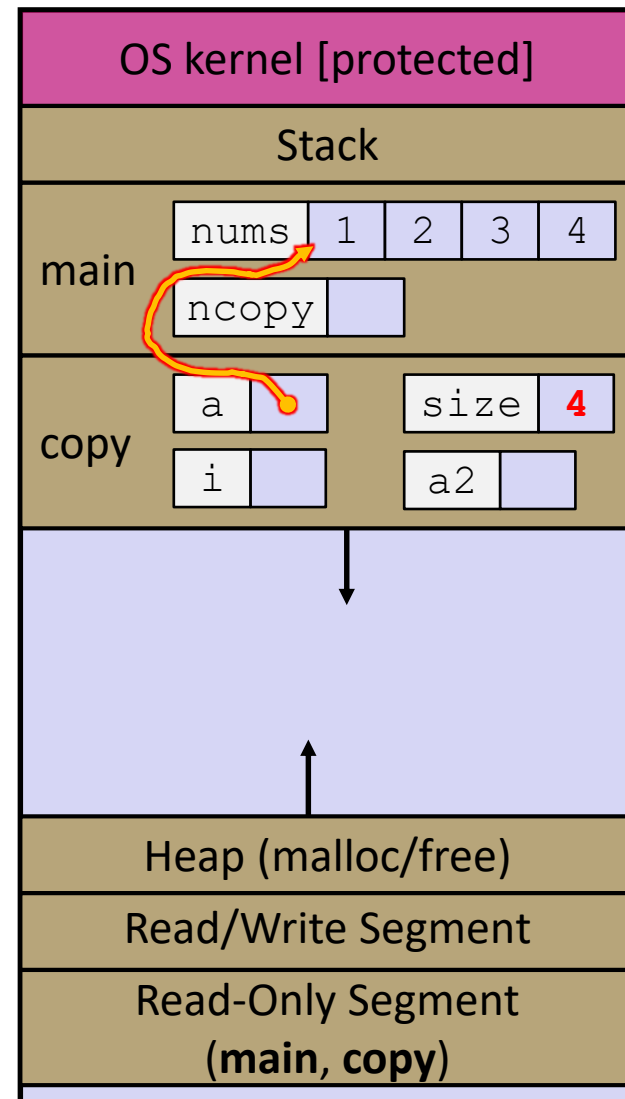 OS kernel [protected]
Stack
main
nums 1 2 3 4
ncopy
copy
a size 4
i a2
Heap (malloc/free)
Read/Write Segment
Read-Only Segment
(main, copy)